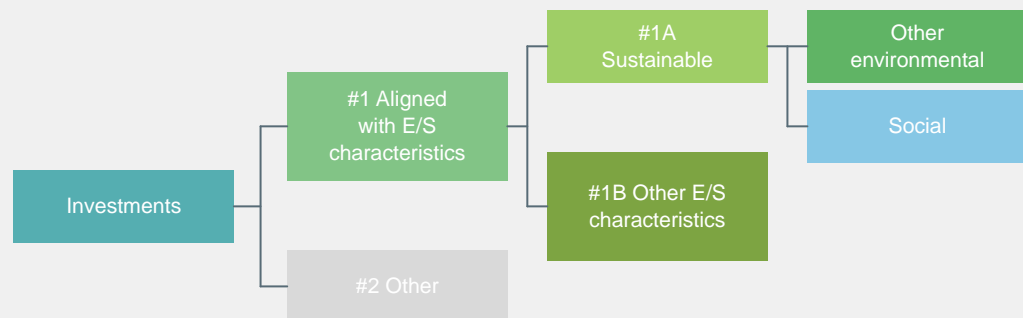 Investments
#1 Aligned
with E/S
characteristics
#2 Other
#1A
Sustainable
#1B Other E/S
characteristics
Other
environmental
Social